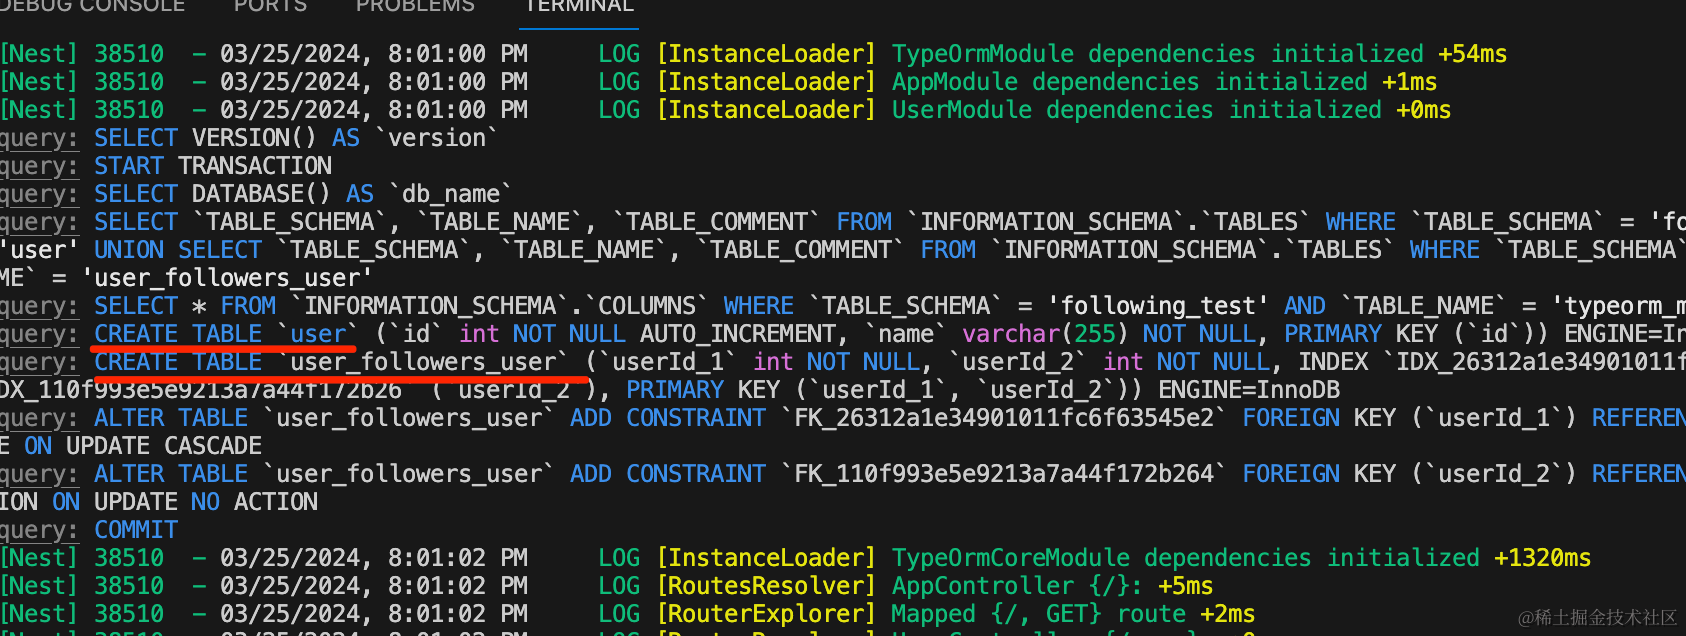 DEBUG CONSOLE PORTS PROBLEMS TERMINAL
[Nest] 38510 - 03/25/2024, 8:01:00 PM LOG [InstanceLoader] TypeOrmModule dependencies initialized +54ms
[Nest] 38510 - 03/25/2024, 8:01:00 PM LOG [InstanceLoader] AppModule dependencies initialized +1ms
[Nest] 38510 - 03/25/2024, 8:01:00 PM LOG [InstanceLoader] UserModule dependencies initialized +0ms
query: SELECT VERSION() AS `version`
query: START TRANSACTION
query: SELECT DATABASE() AS `db_name`
query: SELECT `TABLE_SCHEMA`, `TABLE_NAME`, `TABLE_COMMENT` FROM `INFORMATION_SCHEMA`.`TABLES` WHERE `TABLE_SCHEMA` = 'fo
'user' UNION SELECT `TABLE_SCHEMA`, `TABLE_NAME`, `TABLE_COMMENT` FROM `INFORMATION_SCHEMA`.`TABLES` WHERE `TABLE_SCHEMA`
ME` = 'user_followers_user'
query: SELECT * FROM `INFORMATION_SCHEMA`.`COLUMNS` WHERE `TABLE_SCHEMA` = 'following_test' AND `TABLE_NAME` = 'typeorm_m
query: CREATE TABLE `user` (`id` int NOT NULL AUTO_INCREMENT, `name` varchar(255) NOT NULL, PRIMARY KEY (`id`)) ENGINE=In
query: CREATE TABLE `user_followers_user` (`userId_1` int NOT NULL, `userId_2` int NOT NULL, INDEX `IDX_26312a1e34901011f
DX_110f993e5e9213a7a44f172b26` (`userId_2`), PRIMARY KEY (`userId_1`, `userId_2`)) ENGINE=InnoDB
query: ALTER TABLE `user_followers_user` ADD CONSTRAINT `FK_26312a1e34901011fc6f63545e2` FOREIGN KEY (`userId_1`) REFEREN
E ON UPDATE CASCADE
query: ALTER TABLE `user_followers_user` ADD CONSTRAINT `FK_110f993e5e9213a7a44f172b264` FOREIGN KEY (`userId_2`) REFEREN
ION ON UPDATE NO ACTION
query: COMMIT
[Nest] 38510 - 03/25/2024, 8:01:02 PM LOG [InstanceLoader] TypeOrmCoreModule dependencies initialized +1320ms
[Nest] 38510 - 03/25/2024, 8:01:02 PM LOG [RoutesResolver] AppController {/}: +5ms
[Nest] 38510 - 03/25/2024, 8:01:02 PM LOG [RouterExplorer] Mapped {/, GET} route +2ms
@稀土掘金技术社区